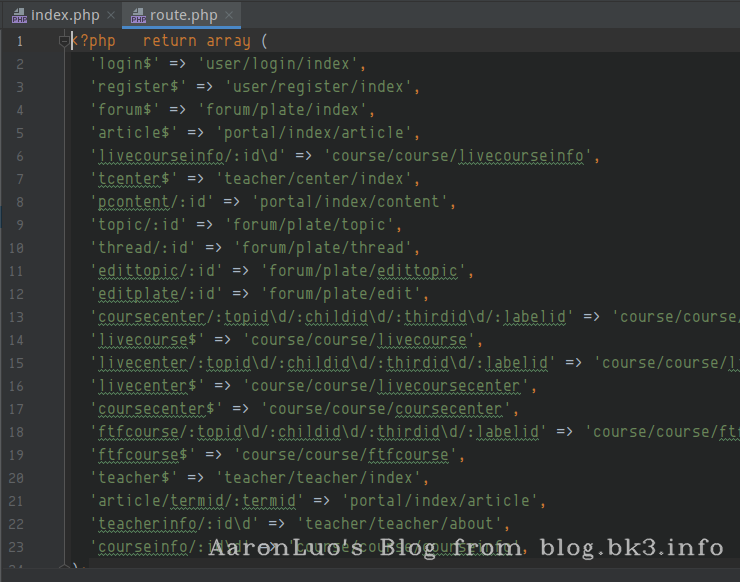 index.php × route.php ×
1 <?php return array (
2 'login$' => 'user/login/index',
3 'register$' => 'user/register/index',
4 'forum$' => 'forum/plate/index',
5 'article$' => 'portal/index/article',
6 'livecourseinfo/:id\d' => 'course/course/livecourseinfo',
7 'tcenter$' => 'teacher/center/index',
8 'pcontent/:id' => 'portal/index/content',
9 'topic/:id' => 'forum/plate/topic',
10 'thread/:id' => 'forum/plate/thread',
11 'edittopic/:id' => 'forum/plate/edittopic',
12 'editplate/:id' => 'forum/plate/edit',
13 'coursecenter/:topid\d/:childid\d/:thirdid\d/:labelid' => 'course/course/
14 'livecourse$' => 'course/course/livecourse',
15 'livecenter/:topid\d/:childid\d/:thirdid\d/:labelid' => 'course/course/li
16 'livecenter$' => 'course/course/livecoursecenter',
17 'coursecenter$' => 'course/course/coursecenter',
18 'ftfcourse/:topid\d/:childid\d/:thirdid\d/:labelid' => 'course/course/ftf
19 'ftfcourse$' => 'course/course/ftfcourse',
20 'teacher$' => 'teacher/teacher/index',
21 'article/termid/:termid' => 'portal/index/article',
22 'teacherinfo/:id\d' => 'teacher/teacher/about',
23 'courseinfo/:id\d' => 'course/course/courseinfo',
AaronLuo's Blog from blog.bk3.info